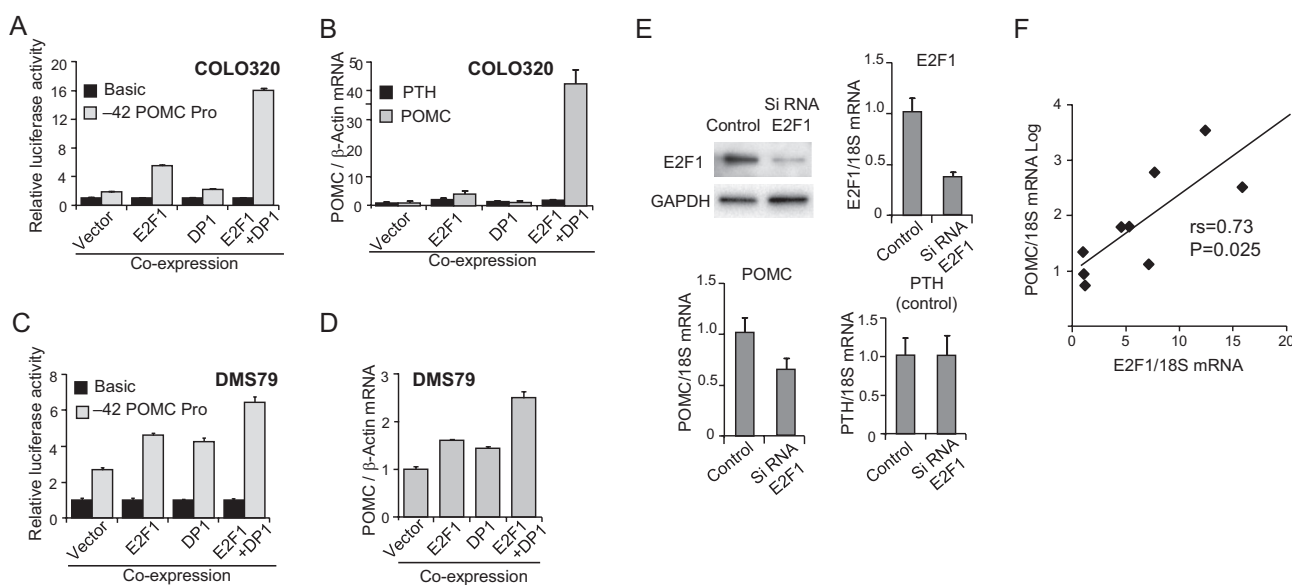 A
Relative luciferase activity
20
16
12
8
4
0
COLO320
Basic
–42 POMC Pro
Vector
E2F1
DP1
E2F1
+DP1
Co-expression
B
POMC / β-Actin mRNA
50
40
30
20
10
0
COLO320
PTH
POMC
Vector
E2F1
DP1
E2F1
+DP1
Co-expression
C
Relative luciferase activity
8
6
4
2
0
DMS79
Basic
–42 POMC Pro
Vector
E2F1
DP1
E2F1
+DP1
Co-expression
D
POMC / β-Actin mRNA
3
2
1
0
DMS79
Vector
E2F1
DP1
E2F1
+DP1
Co-expression
E
Si RNA
Control E2F1
E2F1
GAPDH
E2F1
E2F1/18S mRNA
1.5
1.0
0.5
0
Control
Si RNA
E2F1
POMC
POMC/18S mRNA
1.5
1.0
0.5
0
Control
Si RNA
E2F1
PTH
(control)
PTH/18S mRNA
1.5
1.0
0.5
0
Control
Si RNA
E2F1
F
POMC/18S mRNA Log
4
3
2
1
rs=0.73
P=0.025
0 5 10 15 20
E2F1/18S mRNA